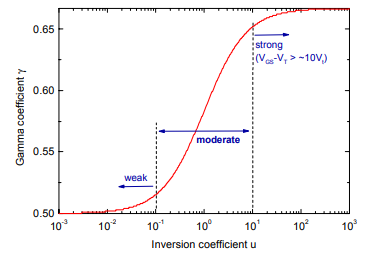 0.65
0.60
0.55
0.50
Gamma coefficient γ
strong
(V_GS-V_T > ~10V_t)
moderate
weak
10^-3 10^-2 10^-1 10^0 10^1 10^2 10^3
Inversion coefficient u